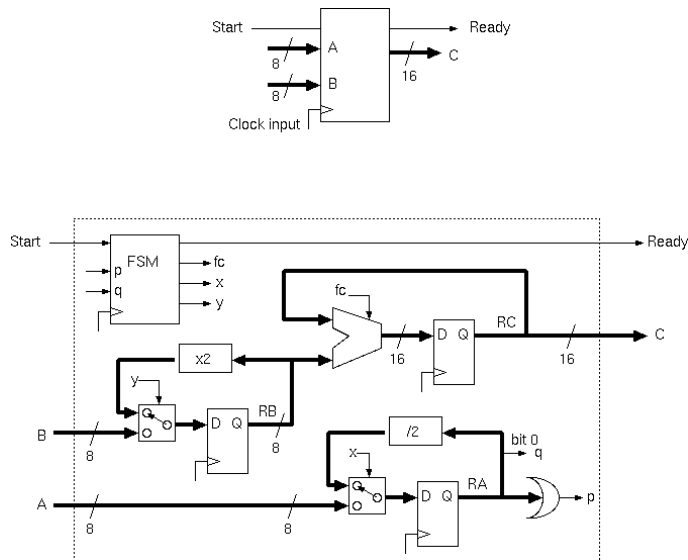 Start
Ready
A
8
C
16
B
8
Clock input
Start
Ready
FSM
fc
p
x
q
y
fc
RC
D Q
C
16
16
x2
y
RB
D Q
B
8
8
/2
bit 0
q
x
RA
D Q
p
A
8
8